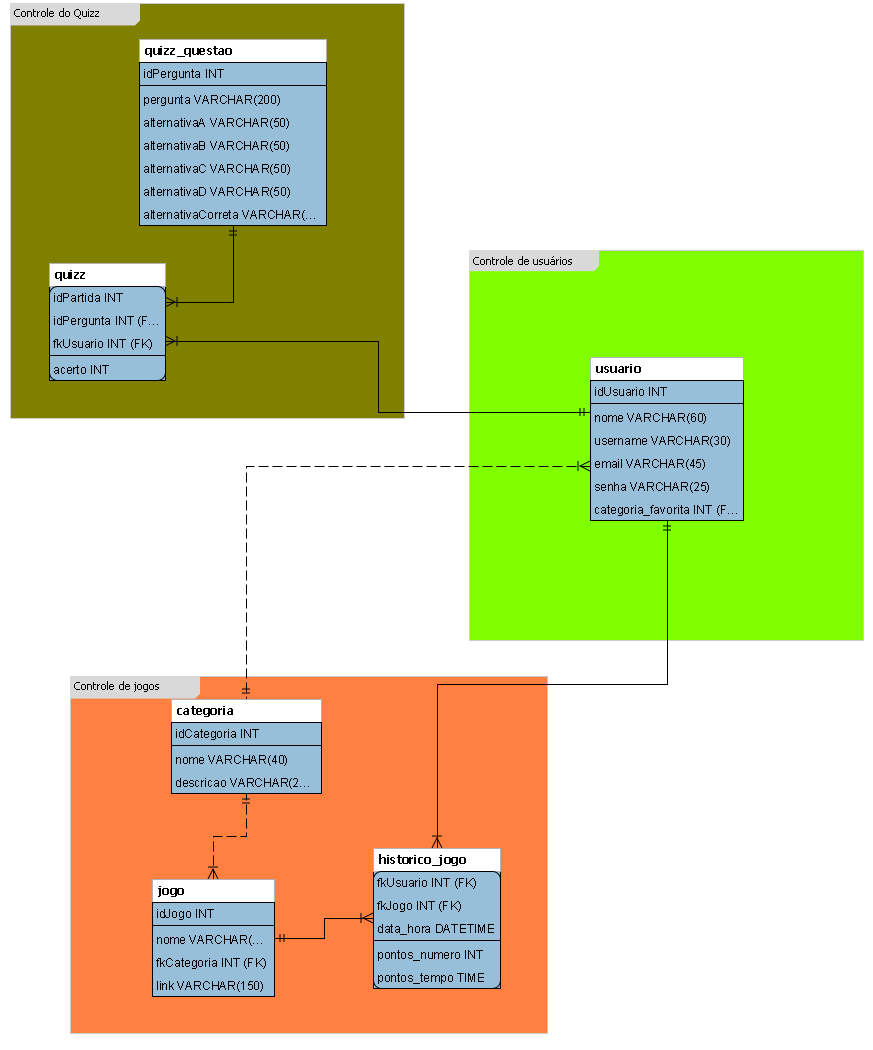 Controle do Quizz
quizz_questao
idPergunta INT
pergunta VARCHAR(200)
alternativaA VARCHAR(50)
alternativaB VARCHAR(50)
alternativaC VARCHAR(50)
alternativaD VARCHAR(50)
alternativaCorreta VARCHAR(...
quizz
idPartida INT
idPergunta INT (F...
fkUsuario INT (FK)
acerto INT
Controle de usuários
usuario
idUsuario INT
nome VARCHAR(60)
username VARCHAR(30)
email VARCHAR(45)
senha VARCHAR(25)
categoria_favorita INT (F...
Controle de jogos
categoria
idCategoria INT
nome VARCHAR(40)
descricao VARCHAR(2...
jogo
idJogo INT
nome VARCHAR(...
fkCategoria INT (FK)
link VARCHAR(150)
historico_jogo
fkUsuario INT (FK)
fkJogo INT (FK)
data_hora DATETIME
pontos_numero INT
pontos_tempo TIME